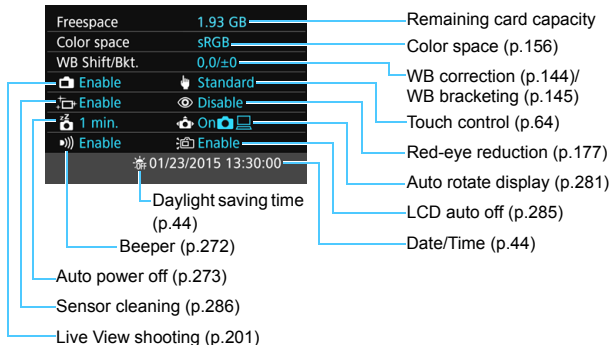 Freespace 1.93 GB
Color space sRGB
WB Shift/Bkt. 0,0/±0
Enable Standard
Enable Disable
zz 1 min. On
Enable Enable
OFF 01/23/2015 13:30:00
Remaining card capacity
Color space (p.156)
WB correction (p.144)/
WB bracketing (p.145)
Touch control (p.64)
Red-eye reduction (p.177)
Auto rotate display (p.281)
LCD auto off (p.285)
Date/Time (p.44)
Daylight saving time
(p.44)
Beeper (p.272)
Auto power off (p.273)
Sensor cleaning (p.286)
Live View shooting (p.201)